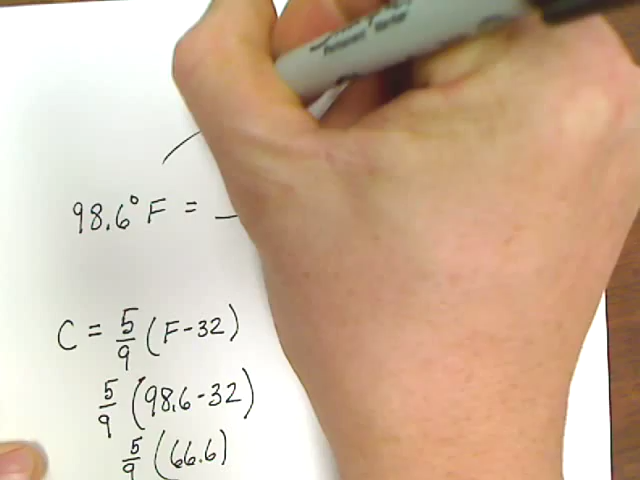 98.6° F = _
C = 5/9 (F - 32)
5/9 (98.6 - 32)
5/9 (66.6)